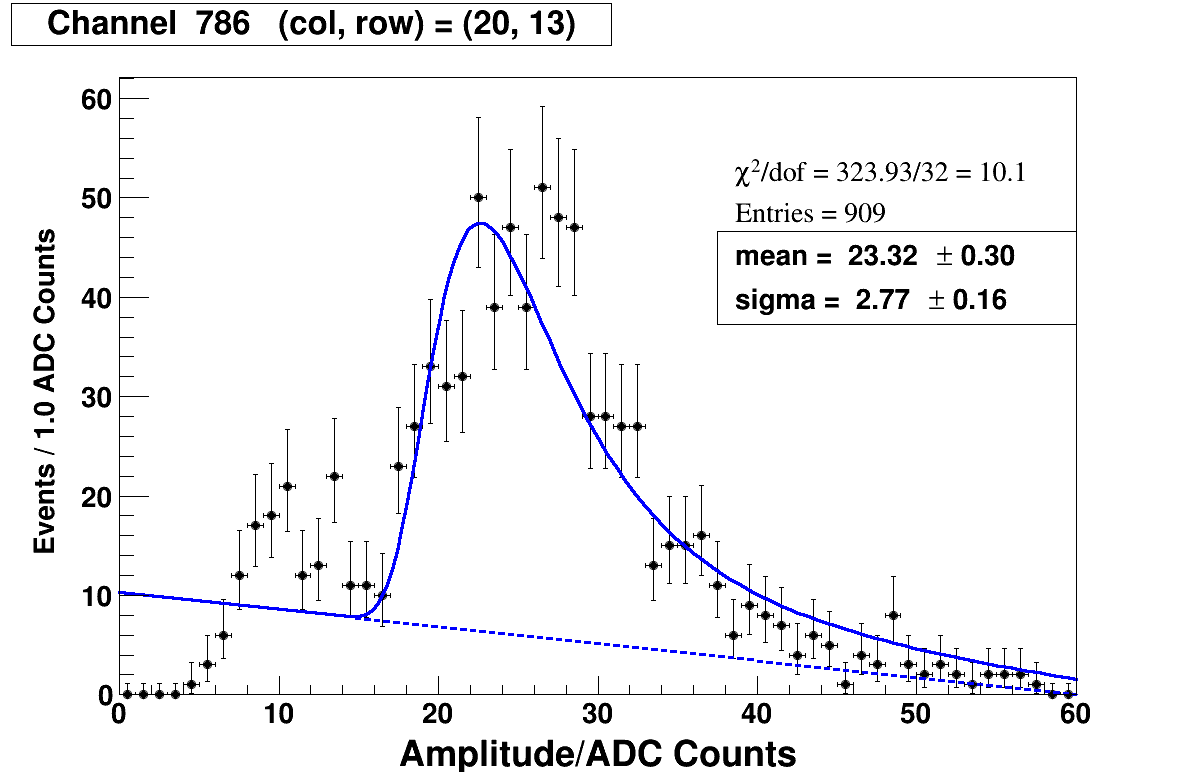 Channel 786 (col, row) = (20, 13)
60
50
40
30
20
10
0
Events / 1.0 ADC Counts
χ²/dof = 323.93/32 = 10.1
Entries = 909
mean = 23.32 ± 0.30
sigma = 2.77 ± 0.16
0 10 20 30 40 50 60
Amplitude/ADC Counts